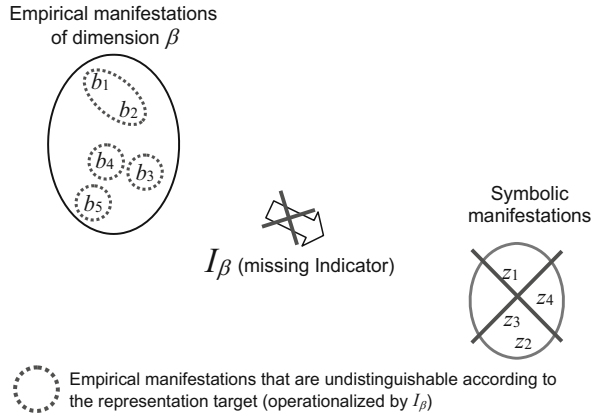 Empirical manifestations
of dimension β
b1
b2
b4
b3
b5
Symbolic
manifestations
Iβ (missing Indicator)
z1
z4
z3
z2
Empirical manifestations that are undistinguishable according to
the representation target (operationalized by Iβ)